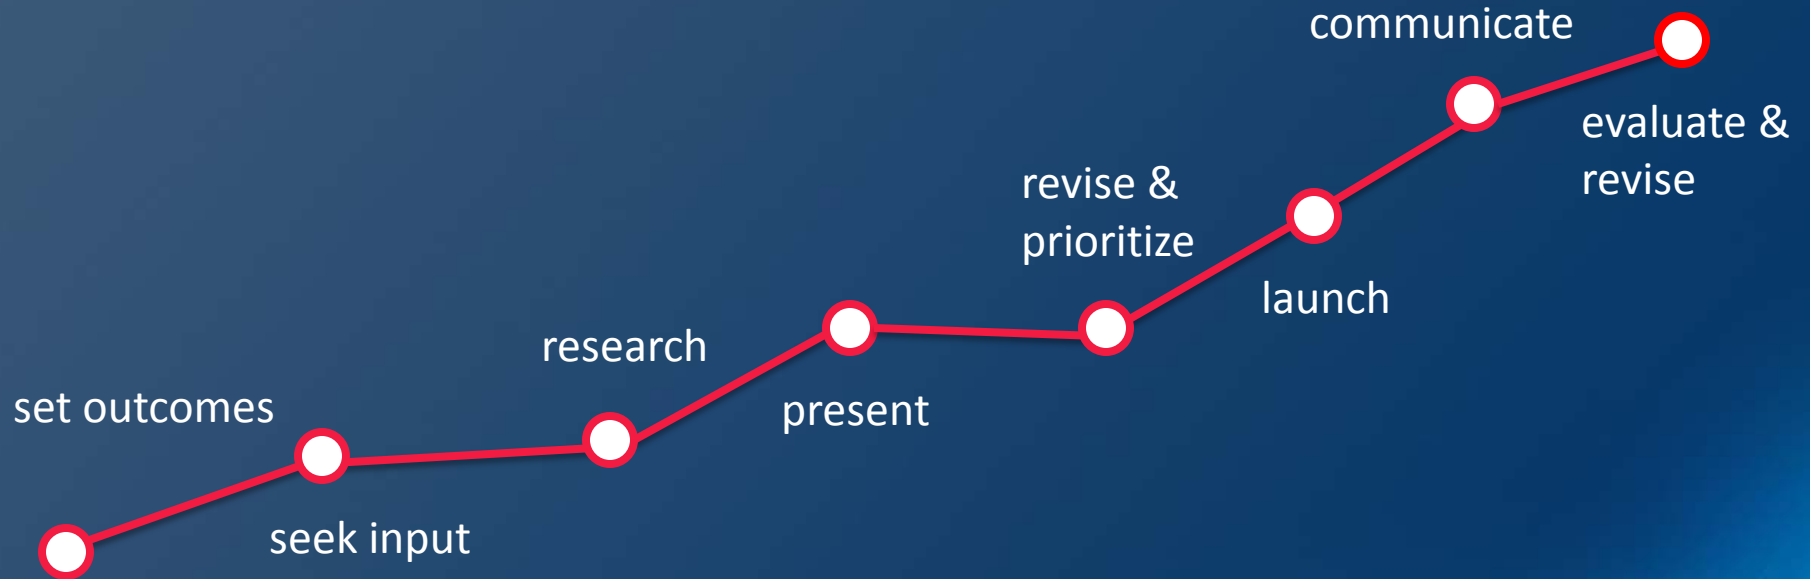 set outcomes
seek input
research
present
revise &
prioritize
launch
communicate
evaluate &
revise